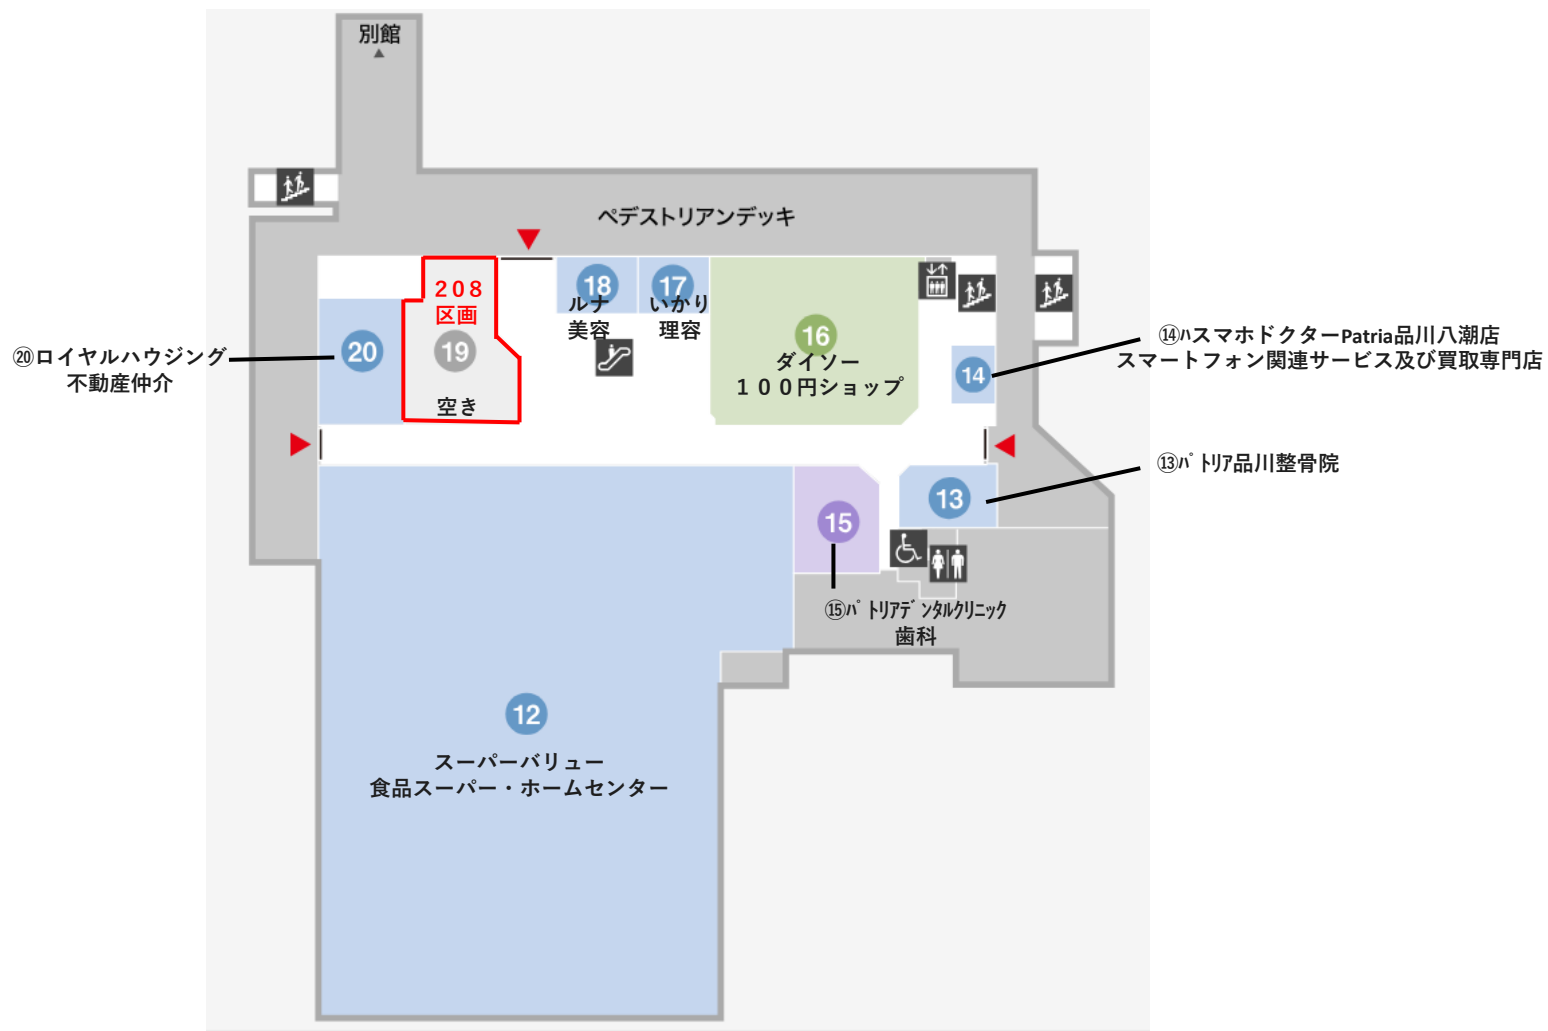 別館
ペデストリアンデッキ
208
区画
19
空き
18
ルナ
美容
17
いかり
理容
16
ダイソー
100円ショップ
20
⑳ロイヤルハウジング
不動産仲介
14
⑭ﾊスマホドクターPatria品川八潮店
スマートフォン関連サービス及び買取専門店
13
⑬ﾊﾟﾄﾘｱ品川整骨院
15
⑮ﾊﾟﾄﾘｱﾃﾞﾝﾀﾙｸﾘﾆｯｸ
歯科
12
スーパーバリュー
食品スーパー・ホームセンター